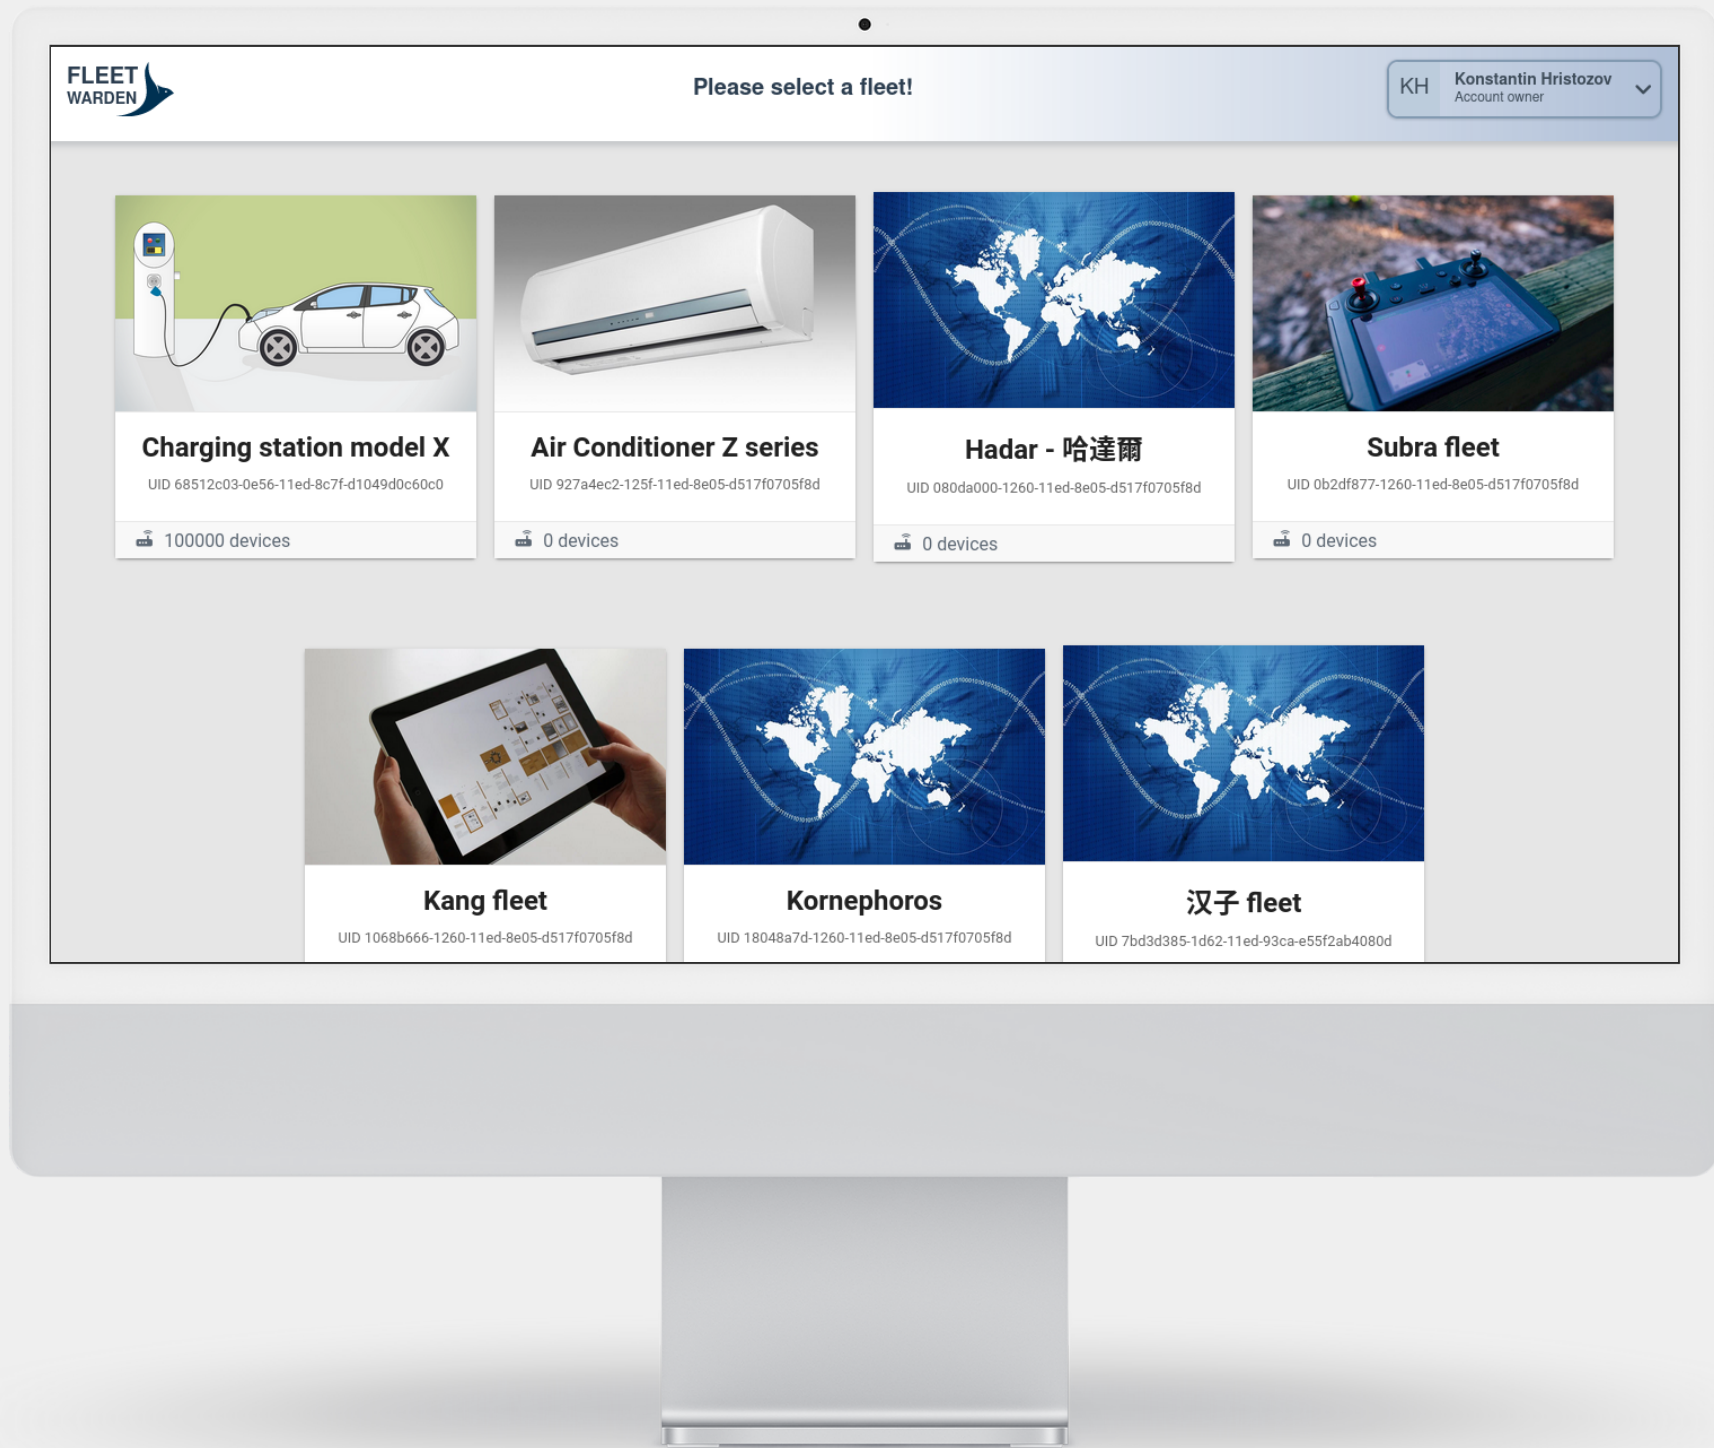 FLEET
WARDEN
Please select a fleet!
KH
Konstantin Hristozov
Account owner
Charging station model X
UID 68512c03-0e56-11ed-8c7f-d1049d0c60c0
100000 devices
Air Conditioner Z series
UID 927a4ec2-125f-11ed-8e05-d517f0705f8d
0 devices
Hadar - 哈達爾
UID 080da000-1260-11ed-8e05-d517f0705f8d
0 devices
Subra fleet
UID 0b2df877-1260-11ed-8e05-d517f0705f8d
0 devices
Kang fleet
UID 1068b666-1260-11ed-8e05-d517f0705f8d
Kornephoros
UID 18048a7d-1260-11ed-8e05-d517f0705f8d
汉子 fleet
UID 7bd3d385-1d62-11ed-93ca-e55f2ab4080d